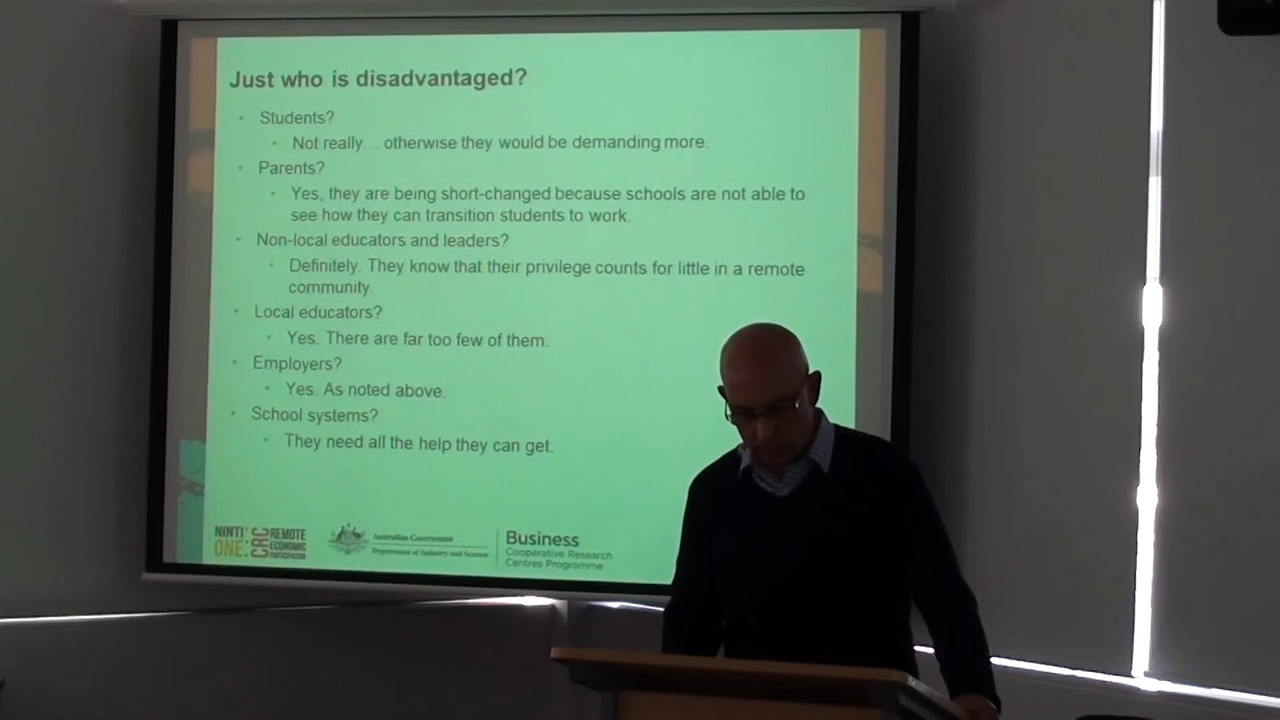 Just who is disadvantaged?
• Students?
• Not really... otherwise they would be demanding more.
• Parents?
• Yes, they are being short-changed because schools are not able to
see how they can transition students to work.
• Non-local educators and leaders?
• Definitely. They know that their privilege counts for little in a remote
community.
• Local educators?
• Yes. There are far too few of them.
• Employers?
• Yes. As noted above.
• School systems?
• They need all the help they can get.
NINTI
ONE
CRC
REMOTE
ECONOMIC
PARTICIPATION
Australian Government
Department of Industry and Science
Business
Cooperative Research
Centres Programme